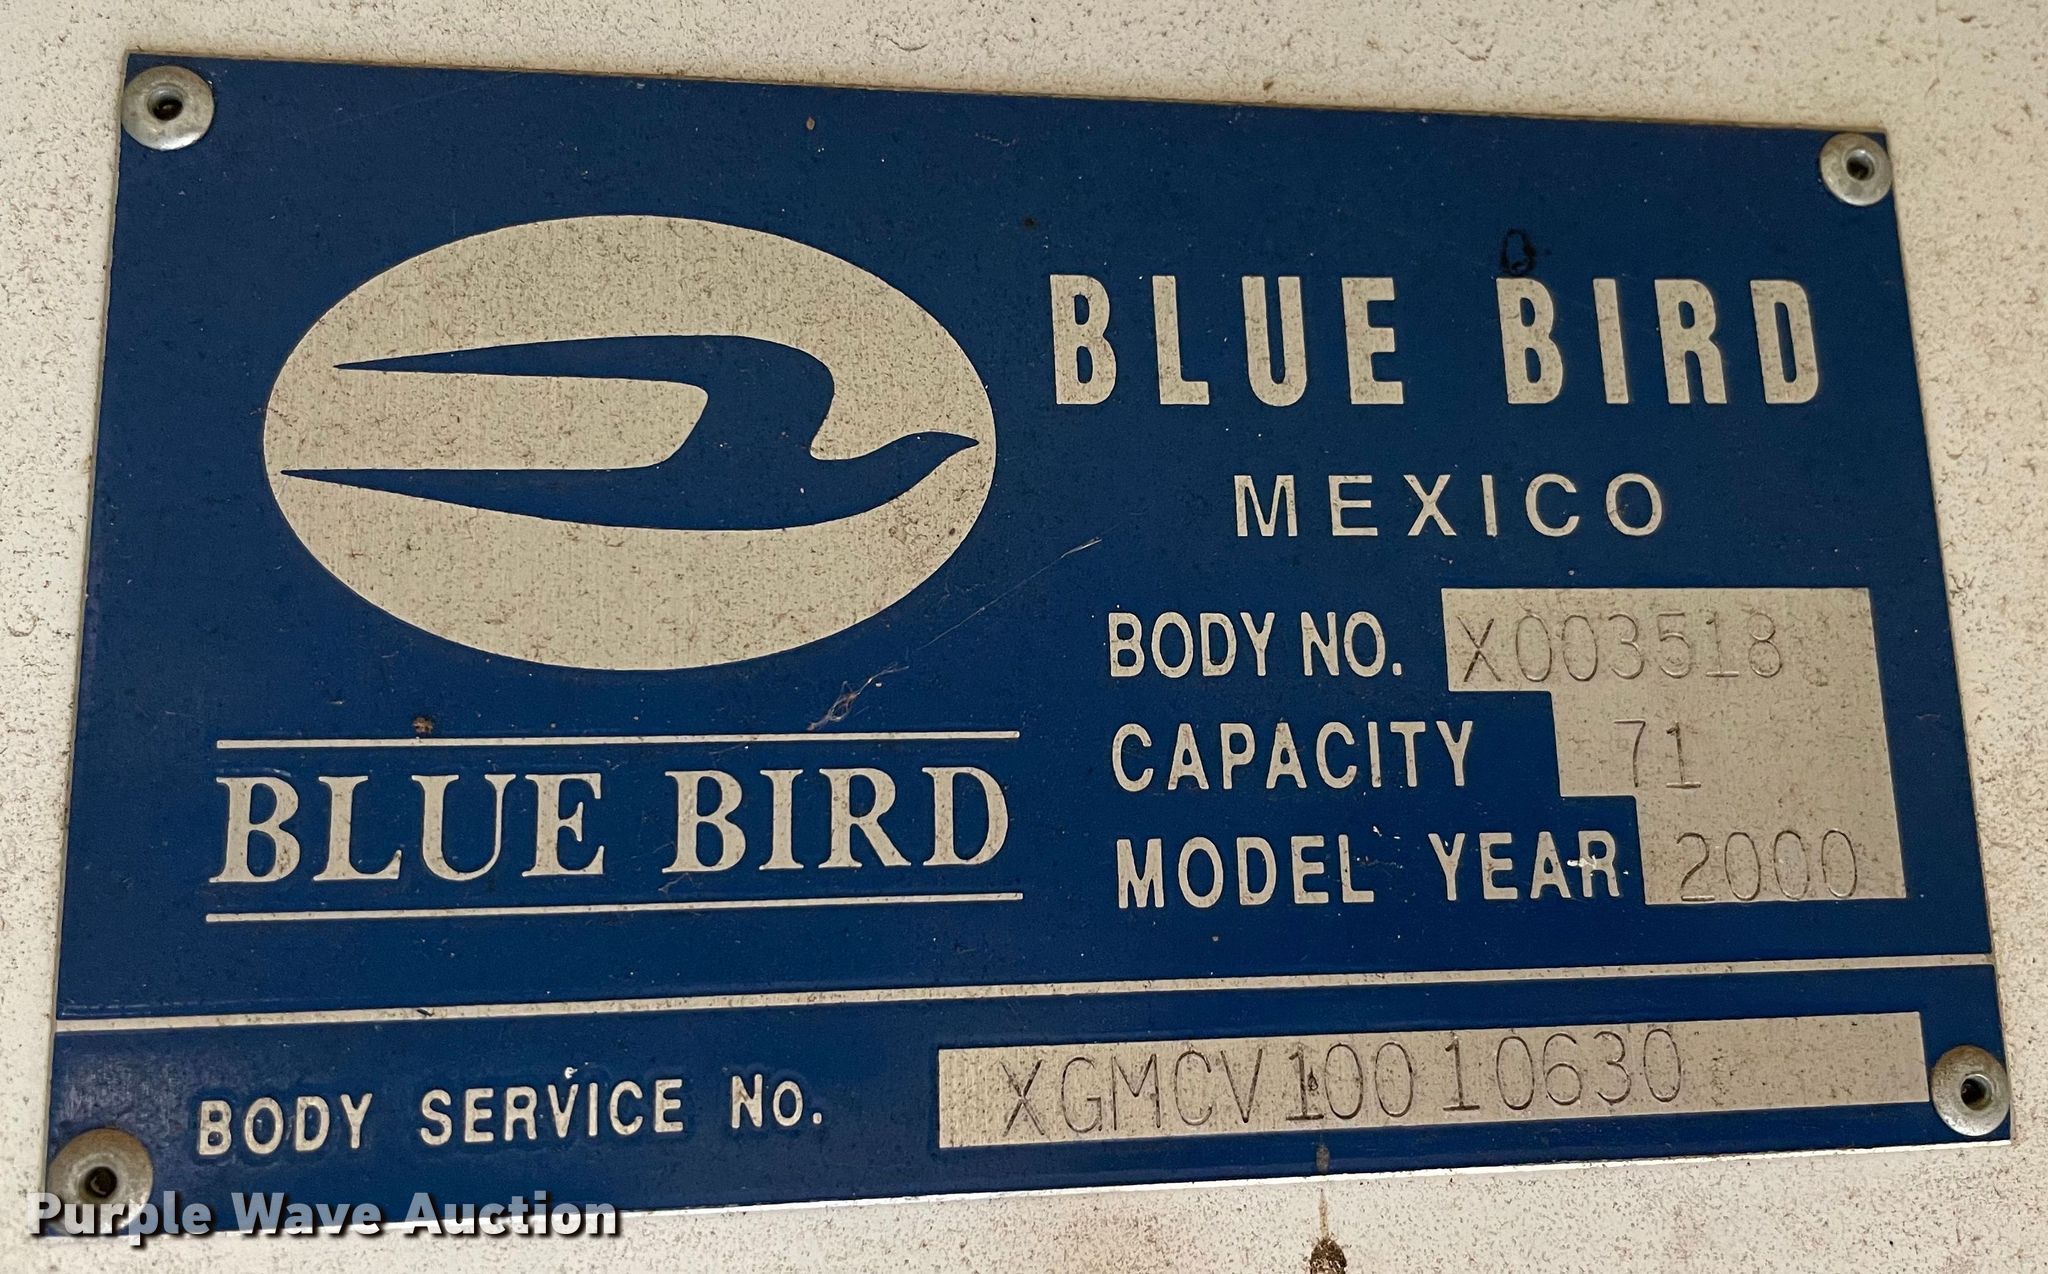 BLUE BIRD
MEXICO
BODY NO. X003518
CAPACITY 71
MODEL YEAR 2000
BLUE BIRD
BODY SERVICE No. XGMCV10010630
Purple Wave Auction